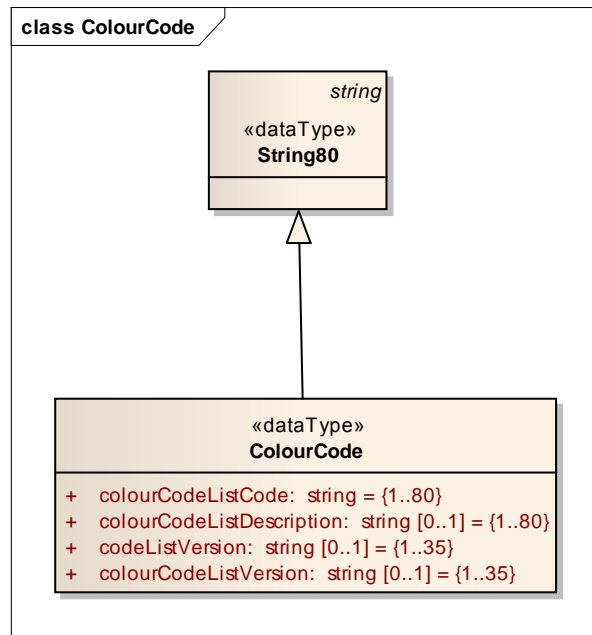 class ColourCode
string
«dataType»
String80
«dataType»
ColourCode
+ colourCodeListCode: string = {1..80}
+ colourCodeListDescription: string [0..1] = {1..80}
+ codeListVersion: string [0..1] = {1..35}
+ colourCodeListVersion: string [0..1] = {1..35}